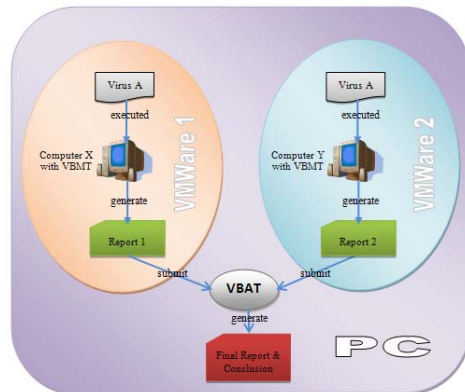 Virus A
executed
Computer X
with VBMT
generate
Report 1
submit
VMWare 1
Virus A
executed
Computer Y
with VBMT
generate
Report 2
submit
VMWare 2
VBAT
generate
Final Report &
Conclusion
PC